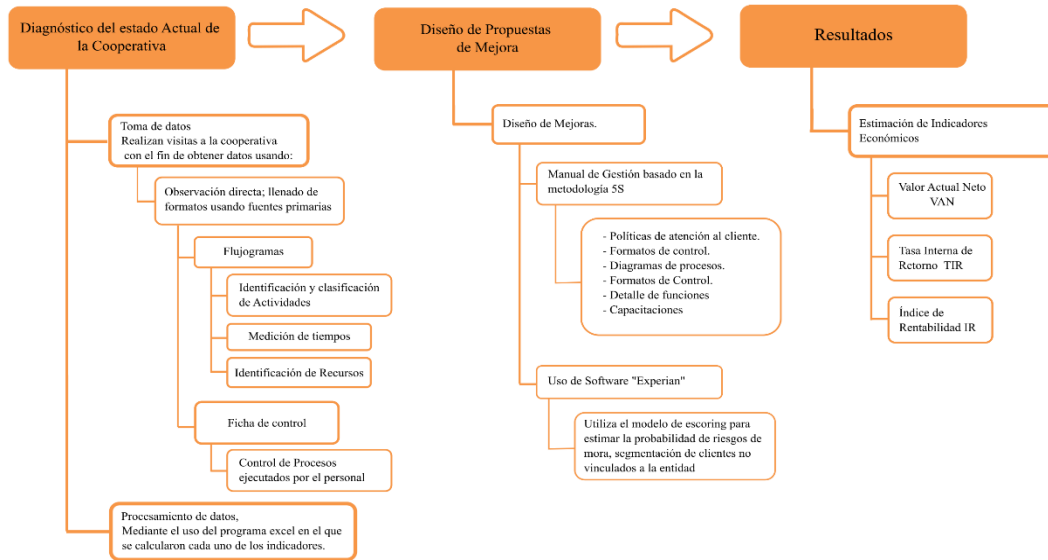 Diagnóstico del estado Actual de
la Cooperativa
Toma de datos
Realizan visitas a la cooperativa
con el fin de obtener datos usando:
Observación directa; llenado de
formatos usando fuentes primarias
Flujogramas
Identificación y clasificación
de Actividades
Medición de tiempos
Identificación de Recursos
Ficha de control
Control de Procesos
ejecutados por el personal
Procesamiento de datos,
Mediante el uso del programa excel en el que
se calcularon cada uno de los indicadores.
Diseño de Propuestas
de Mejora
Diseño de Mejoras.
Manual de Gestión basado en la
metodología 5S
- Políticas de atención al cliente.
- Formatos de control.
- Diagramas de procesos.
- Formatos de Control.
- Detalle de funciones
- Capacitaciones
Uso de Software "Experian"
Utiliza el modelo de escoring para
estimar la probabilidad de riesgos de
mora, segmentación de clientes no
vinculados a la entidad
Resultados
Estimación de Indicadores
Económicos
Valor Actual Neto
VAN
Tasa Interna de
Retorno TIR
Índice de
Rentabilidad IR